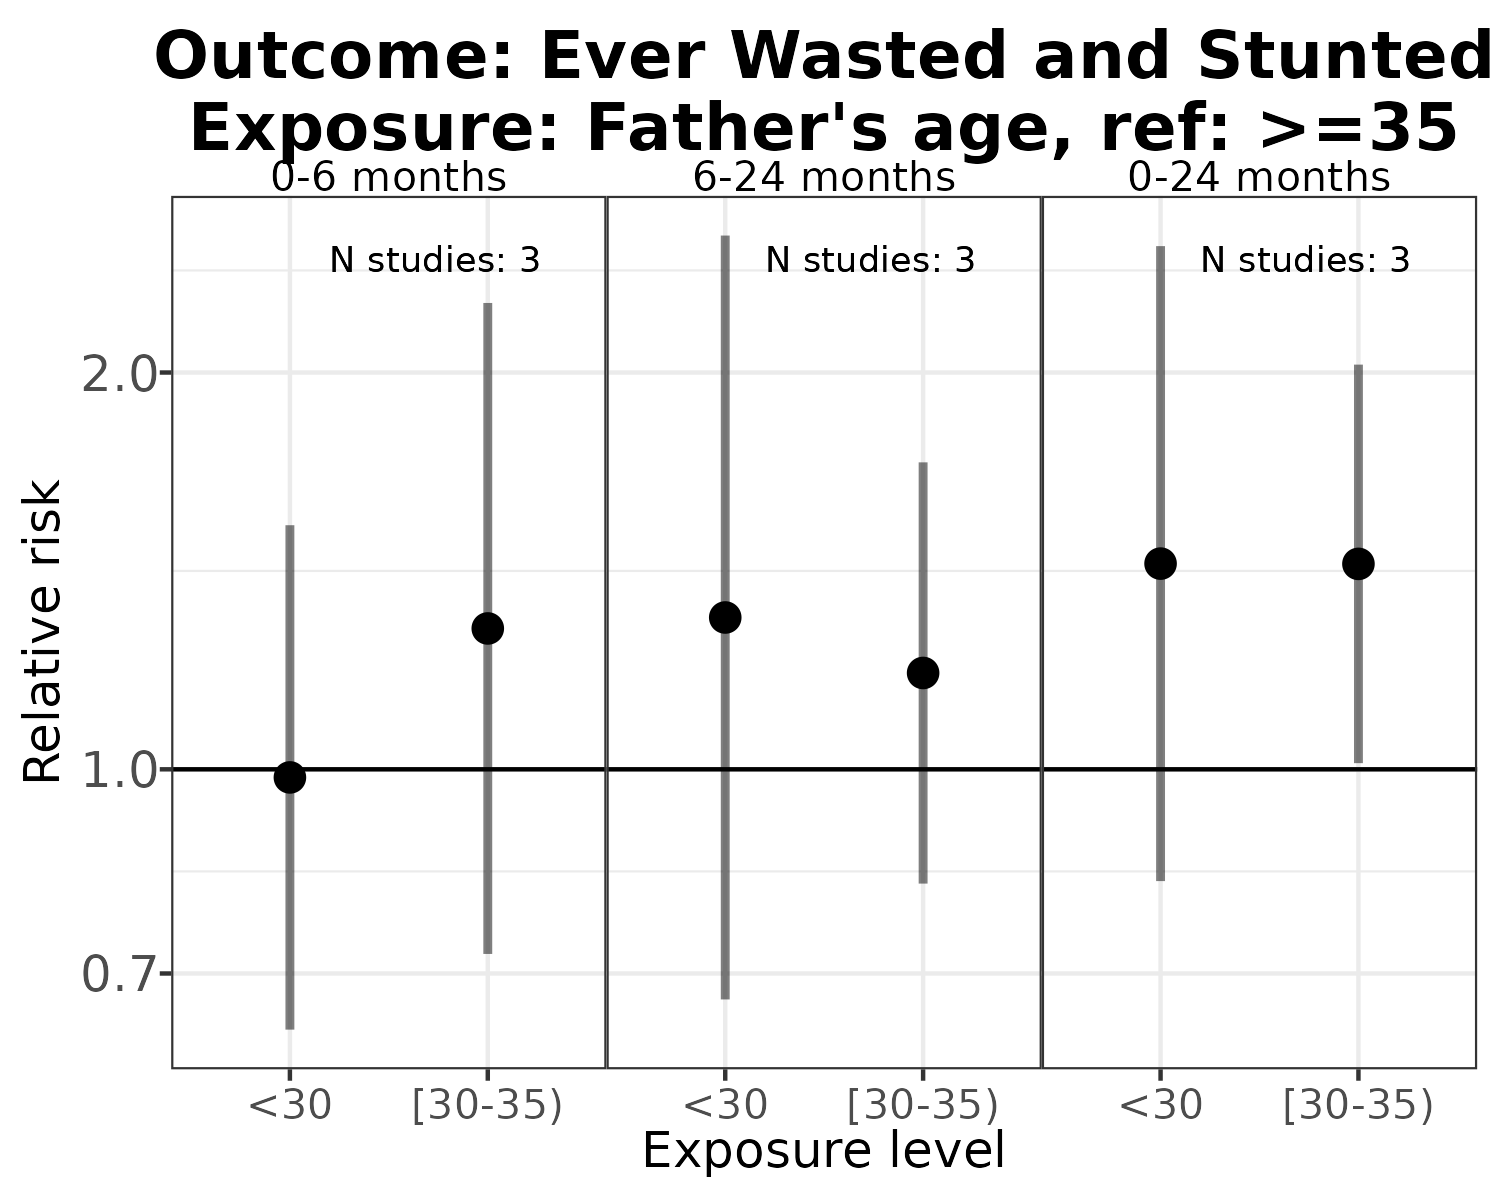 Outcome: Ever Wasted and Stunted
Exposure: Father's age, ref: >=35
0-6 months 6-24 months 0-24 months
N studies: 3 N studies: 3 N studies: 3
2.0
1.0
0.7
Relative risk
<30 [30-35) <30 [30-35) <30 [30-35)
Exposure level